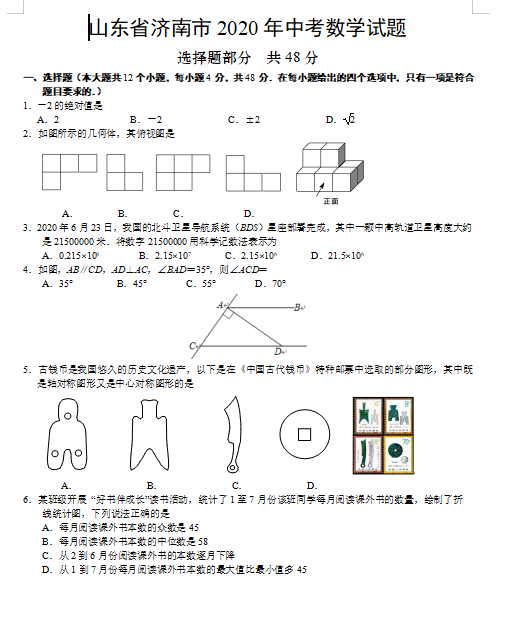 山东省济南市 2020 年中考数学试题
选择题部分 共 48 分
一、选择题（本大题共 12 个小题，每小题 4 分，共 48 分．在每小题给出的四个选项中，只有一项是符合
题目要求的．）
1．－2 的绝对值是
A．2 B．－2 C．±2 D．√2
2．如图所示的几何体，其俯视图是
正面
A． B． C． D．
3．2020 年 6 月 23 日，我国的北斗卫星导航系统（BDS）星座部署完成，其中一颗中高轨道卫星高度大约
是 21500000 米．将数字 21500000 用科学记数法表示为
A．0.215×10⁸ B．2.15×10⁷ C．2.15×10⁶ D．21.5×10⁶
4．如图，AB∥CD，AD⊥AC，∠BAD＝35°，则∠ACD＝
A．35° B．45° C．55° D．70°
A B
C D
5．古钱币是我国悠久的历史文化遗产，以下是在《中国古代钱币》特种邮票中选取的部分图形，其中既
是轴对称图形又是中心对称图形的是
A． B． C． D．
6．某班级开展“好书伴成长”读书活动，统计了 1 至 7 月份该班同学每月阅读课外书的数量，绘制了折
线统计图，下列说法正确的是
A．每月阅读课外书本数的众数是 45
B．每月阅读课外书本数的中位数是 58
C．从 2 到 6 月份阅读课外书的本数逐月下降
D．从 1 到 7 月份每月阅读课外书本数的最大值比最小值多 45